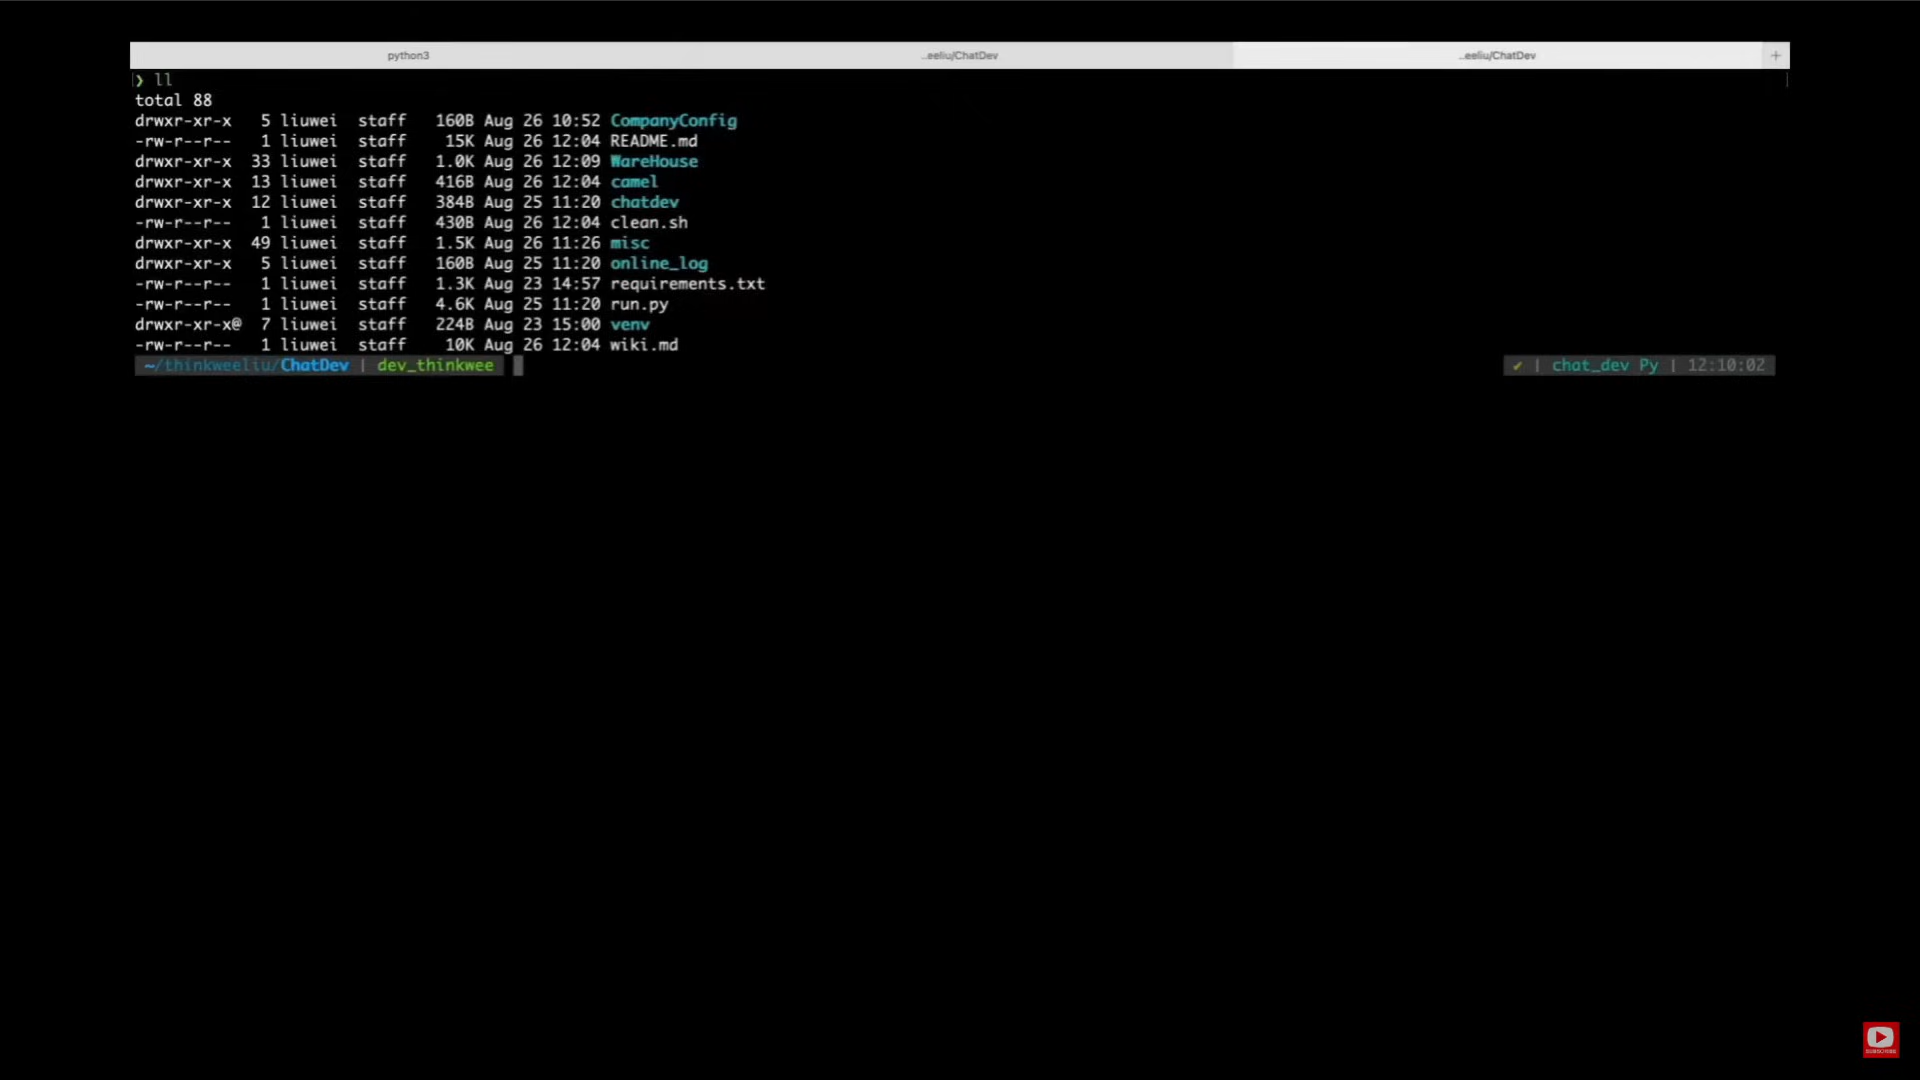 python3 ..eeliu/ChatDev ..eeliu/ChatDev +
❯ ll
total 88
drwxr-xr-x 5 liuwei staff 160B Aug 26 10:52 CompanyConfig
-rw-r--r-- 1 liuwei staff 15K Aug 26 12:04 README.md
drwxr-xr-x 33 liuwei staff 1.0K Aug 26 12:09 WareHouse
drwxr-xr-x 13 liuwei staff 416B Aug 26 12:04 camel
drwxr-xr-x 12 liuwei staff 384B Aug 25 11:20 chatdev
-rw-r--r-- 1 liuwei staff 430B Aug 26 12:04 clean.sh
drwxr-xr-x 49 liuwei staff 1.5K Aug 26 11:26 misc
drwxr-xr-x 5 liuwei staff 160B Aug 25 11:20 online_log
-rw-r--r-- 1 liuwei staff 1.3K Aug 23 14:57 requirements.txt
-rw-r--r-- 1 liuwei staff 4.6K Aug 25 11:20 run.py
drwxr-xr-x@ 7 liuwei staff 224B Aug 23 15:00 venv
-rw-r--r-- 1 liuwei staff 10K Aug 26 12:04 wiki.md
~/thinkweeliu/ChatDev | dev_thinkwee ✔ | chat_dev Py | 12:10:02
SUBSCRIBE